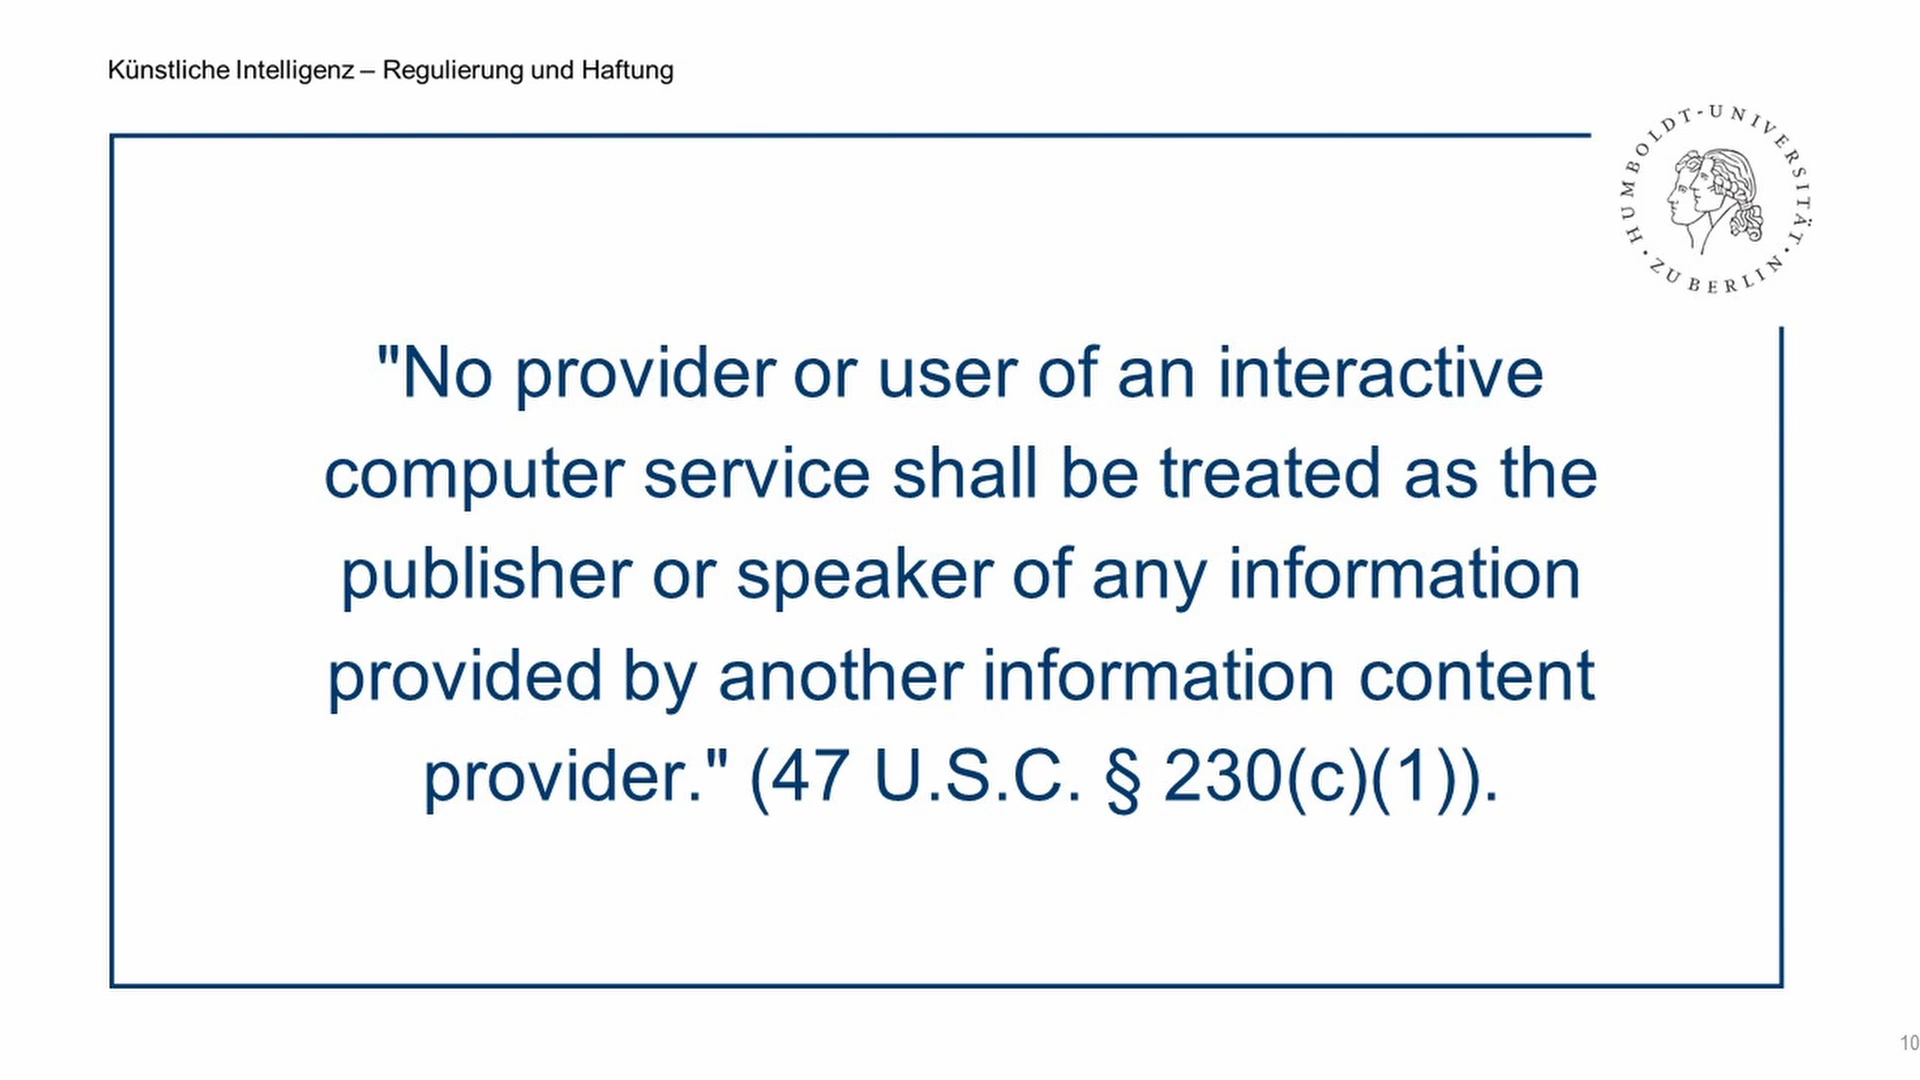 Künstliche Intelligenz – Regulierung und Haftung
HUMBOLDT-UNIVERSITÄT · ZU BERLIN ·
"No provider or user of an interactive
computer service shall be treated as the
publisher or speaker of any information
provided by another information content
provider." (47 U.S.C. § 230(c)(1)).
10